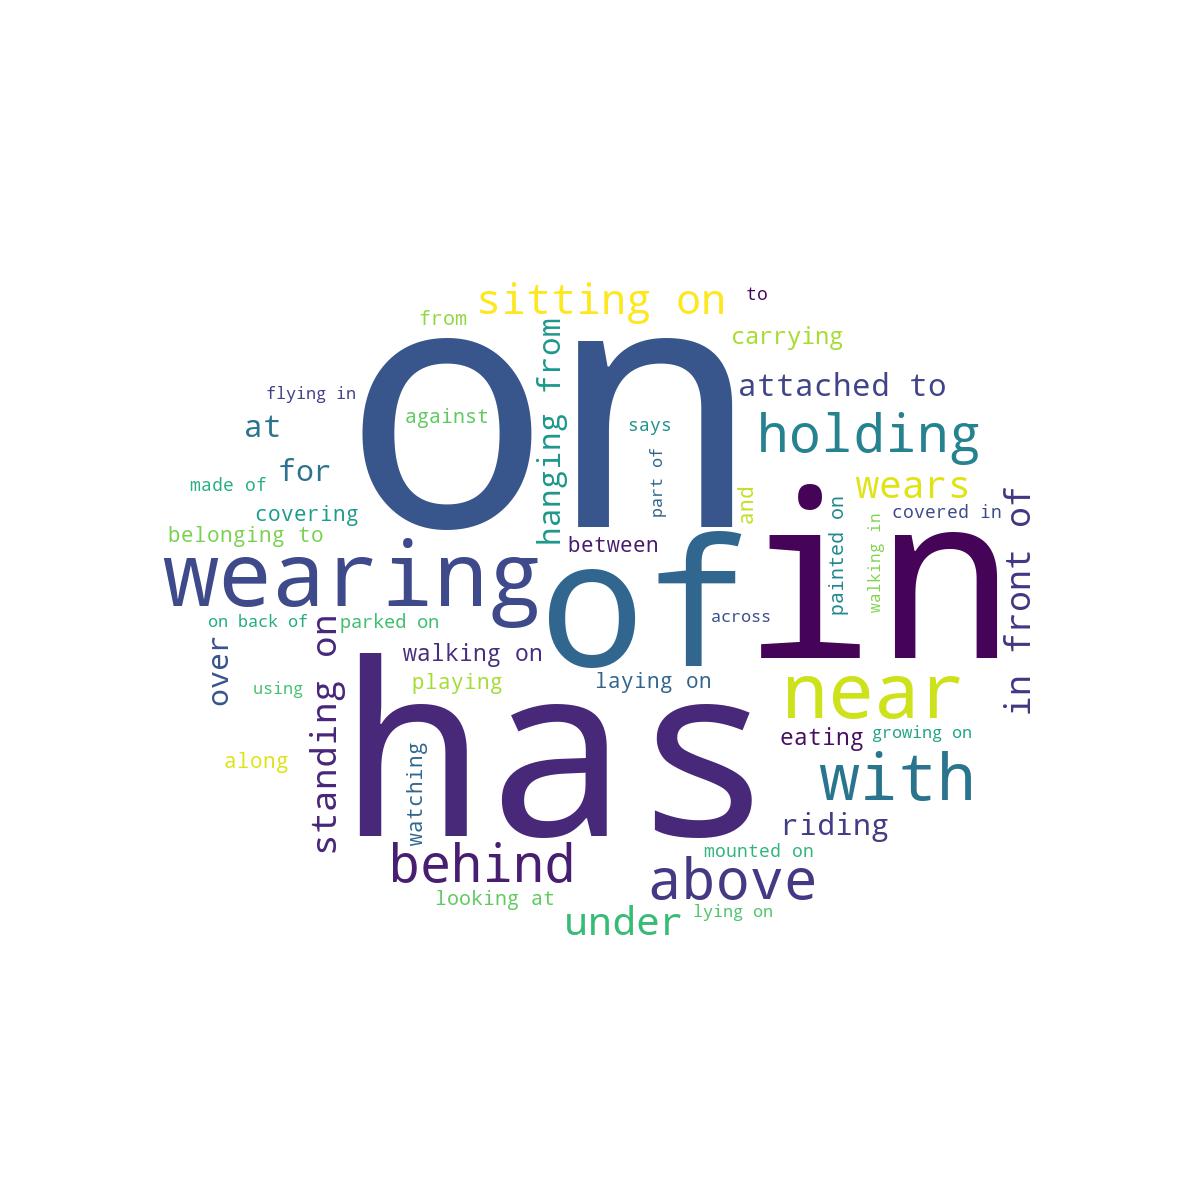 sitting on
to
from
carrying
on
hanging from
attached to
flying in
against
says
at
holding
part of
for
wears
made of
and
covering
covered in
painted on
walking in
in front of
belonging to
between
wearing
of
in
across
on back of
parked on
over
standing on
walking on
playing
laying on
near
using
has
eating
growing on
along
watching
with
riding
behind
mounted on
above
looking at
lying on
under